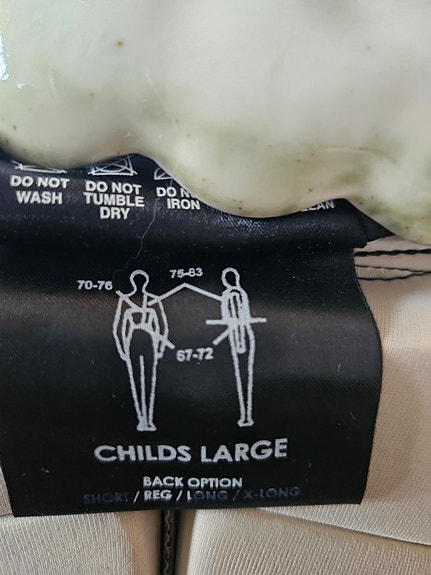 DO NOT
WASH
DO NOT
TUMBLE
DRY
IRON
70-76
75-83
67-72
CHILDS LARGE
BACK OPTION
SHORT / REG / LONG / X-LONG